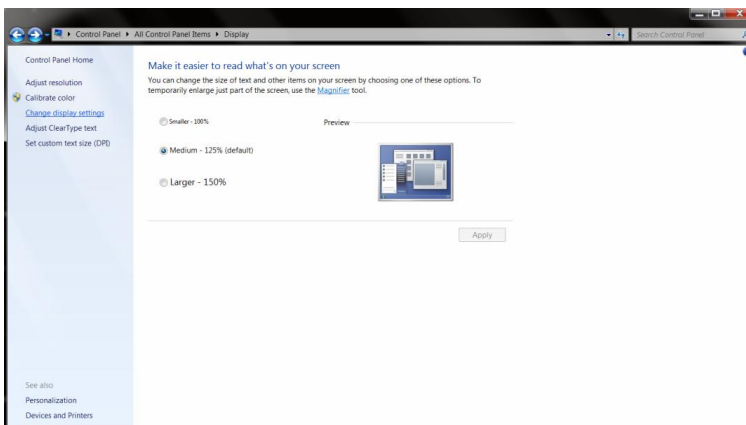 Control Panel ▸ All Control Panel Items ▸ Display
Search Control Panel
Control Panel Home
Adjust resolution
Calibrate color
Change display settings
Adjust ClearType text
Set custom text size (DPI)
Make it easier to read what's on your screen
You can change the size of text and other items on your screen by choosing one of these options. To
temporarily enlarge just part of the screen, use the Magnifier tool.
Smaller - 100%
Preview
Medium - 125% (default)
Larger - 150%
Apply
See also
Personalization
Devices and Printers